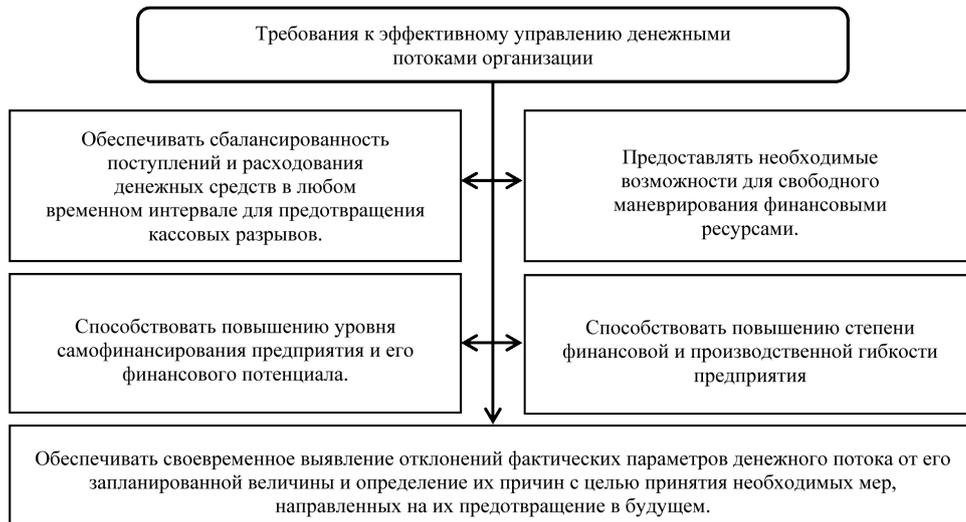 Требования к эффективному управлению денежными
потоками организации
Обеспечивать сбалансированность
поступлений и расходования
денежных средств в любом
временном интервале для предотвращения
кассовых разрывов.
Предоставлять необходимые
возможности для свободного
маневрирования финансовыми
ресурсами.
Способствовать повышению уровня
самофинансирования предприятия и его
финансового потенциала.
Способствовать повышению степени
финансовой и производственной гибкости
предприятия
Обеспечивать своевременное выявление отклонений фактических параметров денежного потока от его
запланированной величины и определение их причин с целью принятия необходимых мер,
направленных на их предотвращение в будущем.